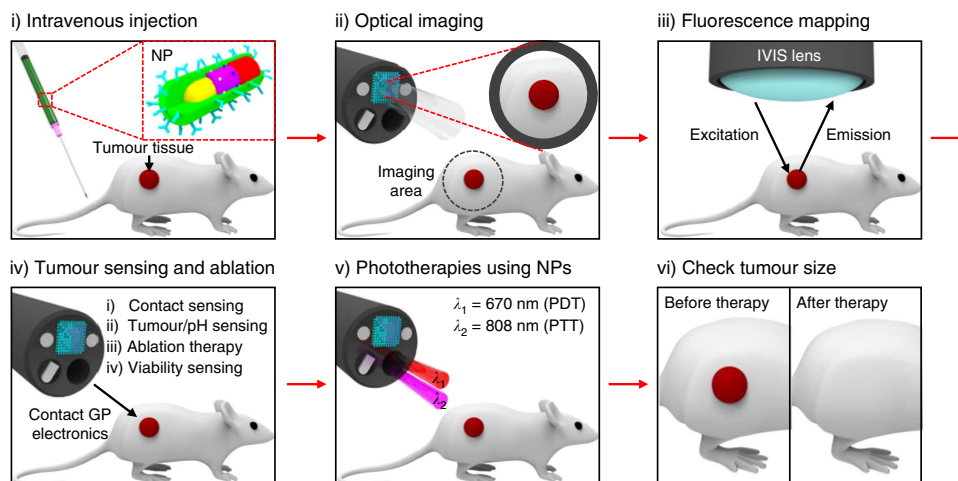 i) Intravenous injection
NP
Tumour tissue
ii) Optical imaging
Imaging
area
iii) Fluorescence mapping
IVIS lens
Excitation
Emission
iv) Tumour sensing and ablation
i) Contact sensing
ii) Tumour/pH sensing
iii) Ablation therapy
iv) Viability sensing
Contact GP
electronics
v) Phototherapies using NPs
λ1 = 670 nm (PDT)
λ2 = 808 nm (PTT)
λ1
λ2
vi) Check tumour size
Before therapy
After therapy